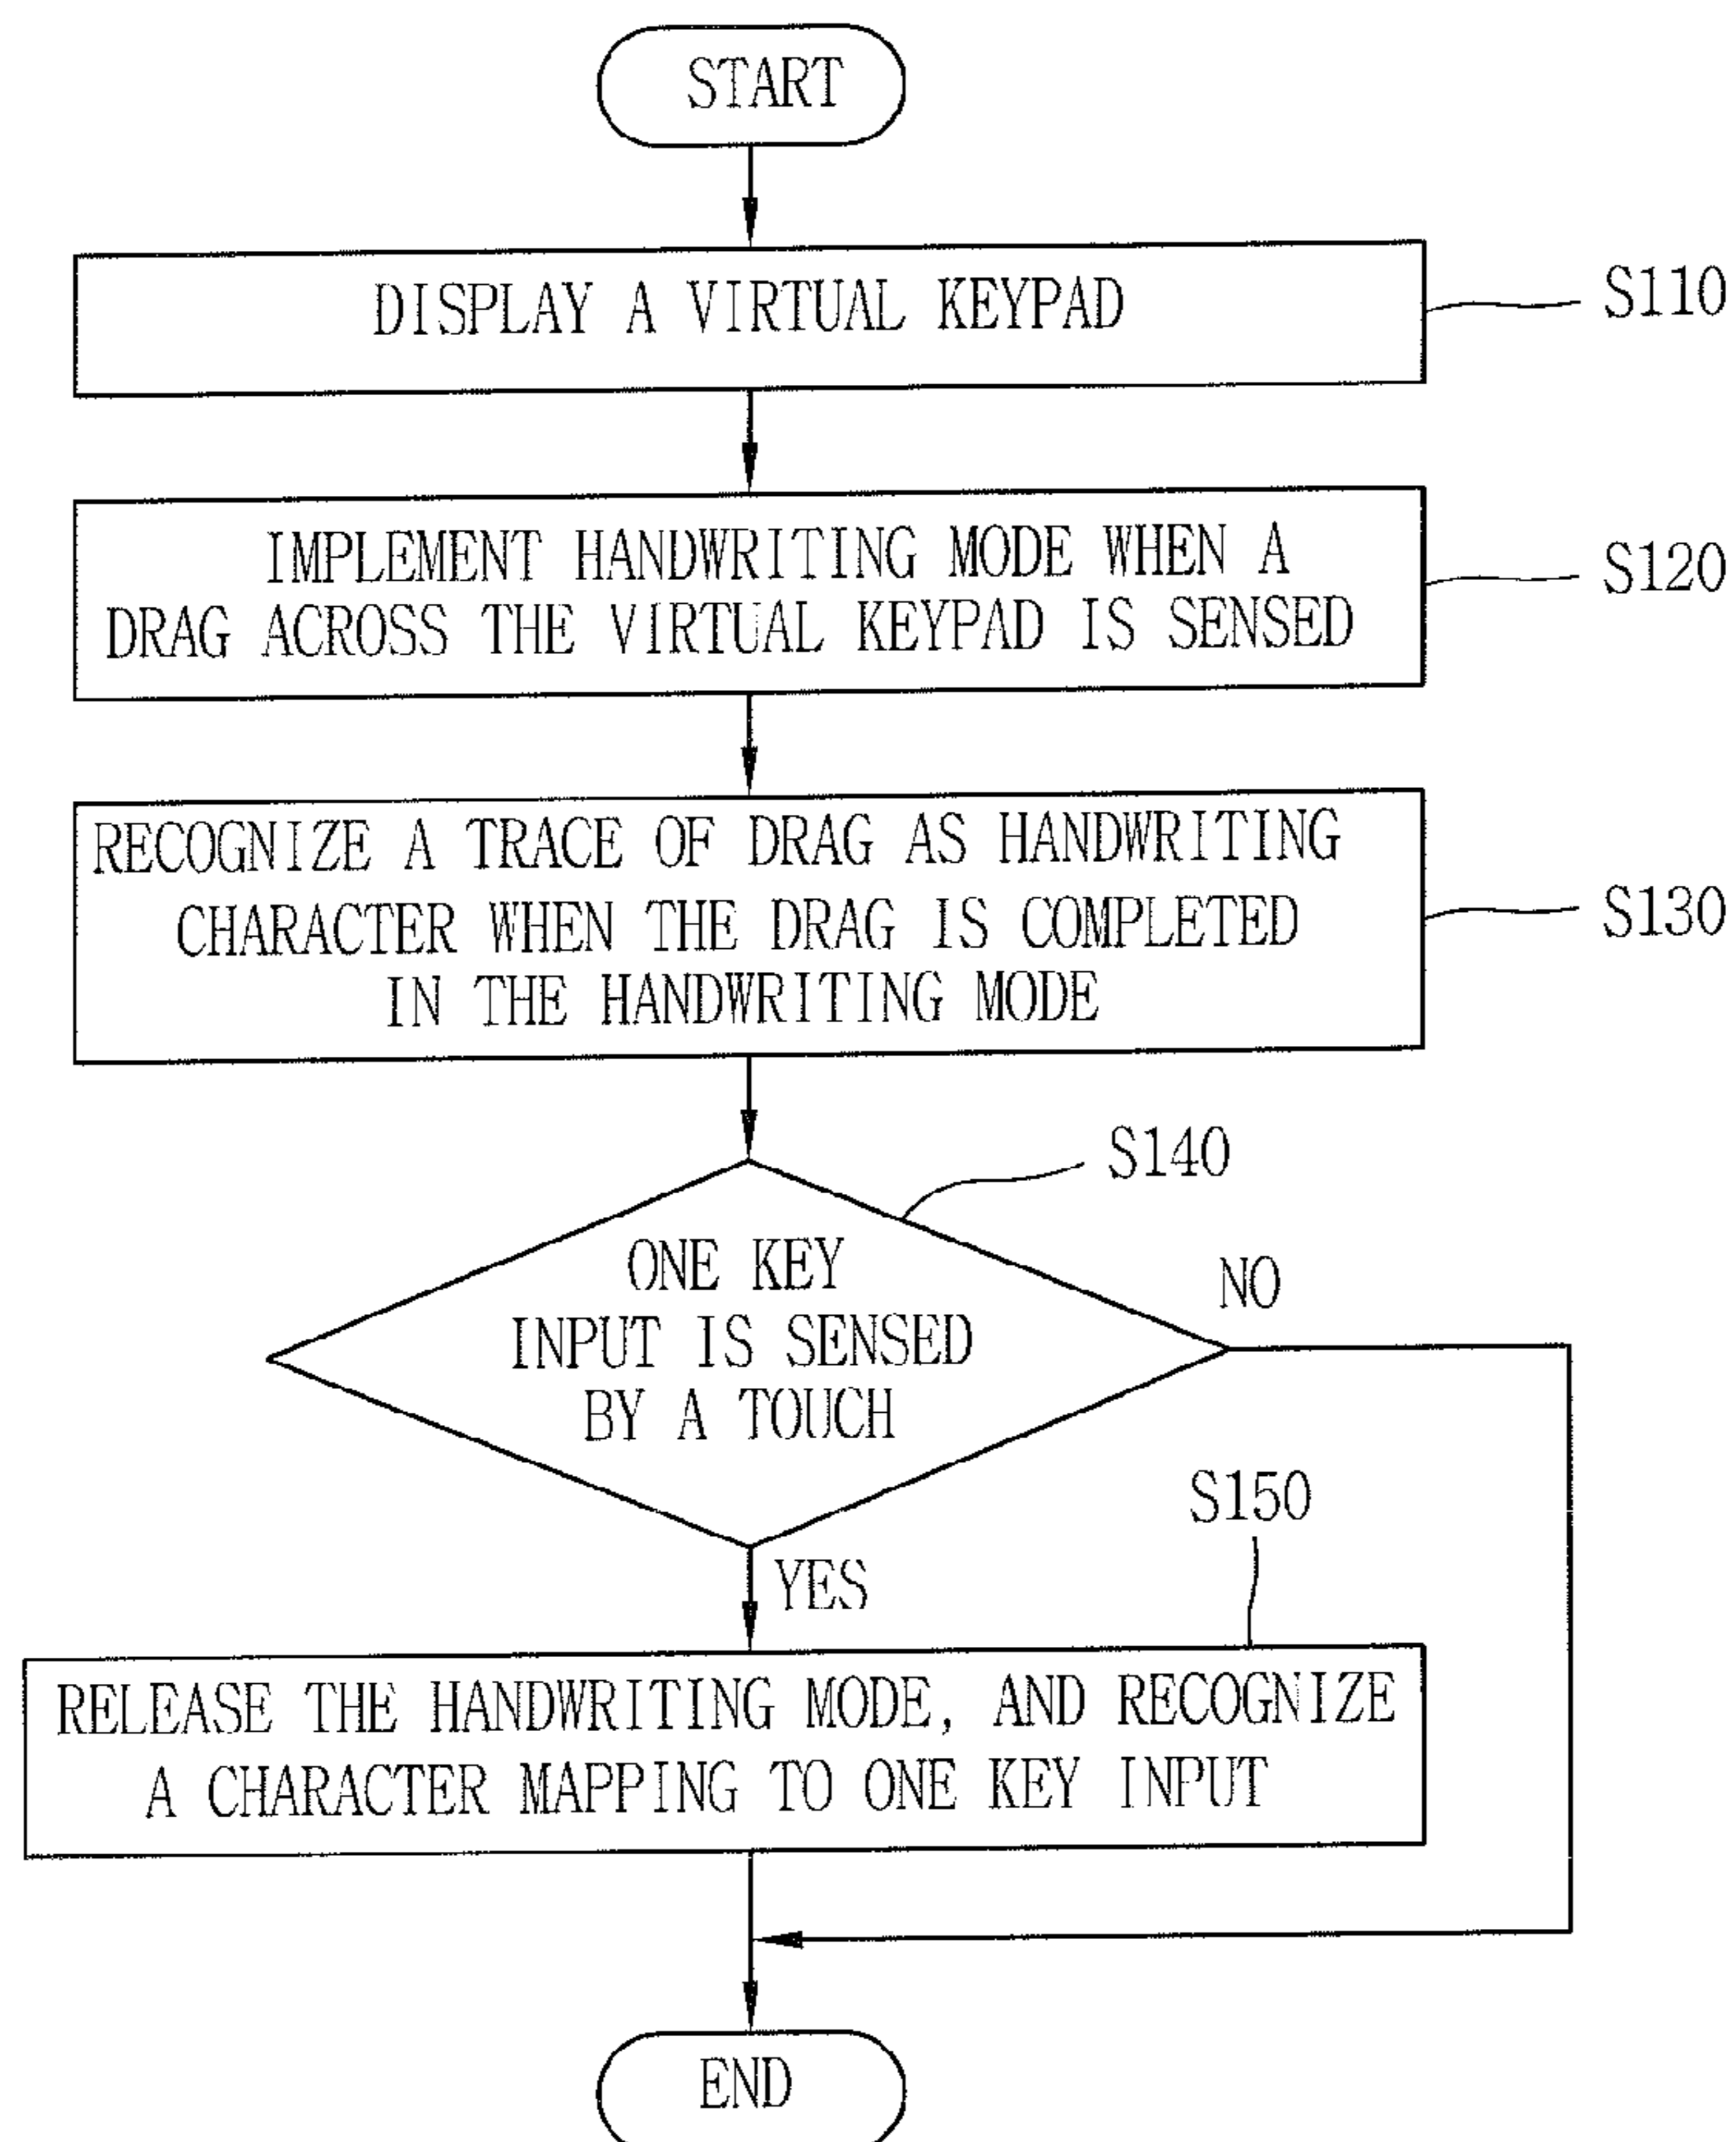 START
DISPLAY A VIRTUAL KEYPAD
S110
IMPLEMENT HANDWRITING MODE WHEN A
DRAG ACROSS THE VIRTUAL KEYPAD IS SENSED
S120
RECOGNIZE A TRACE OF DRAG AS HANDWRITING
CHARACTER WHEN THE DRAG IS COMPLETED
IN THE HANDWRITING MODE
S130
S140
ONE KEY
INPUT IS SENSED
BY A TOUCH
NO
YES
S150
RELEASE THE HANDWRITING MODE, AND RECOGNIZE
A CHARACTER MAPPING TO ONE KEY INPUT
END